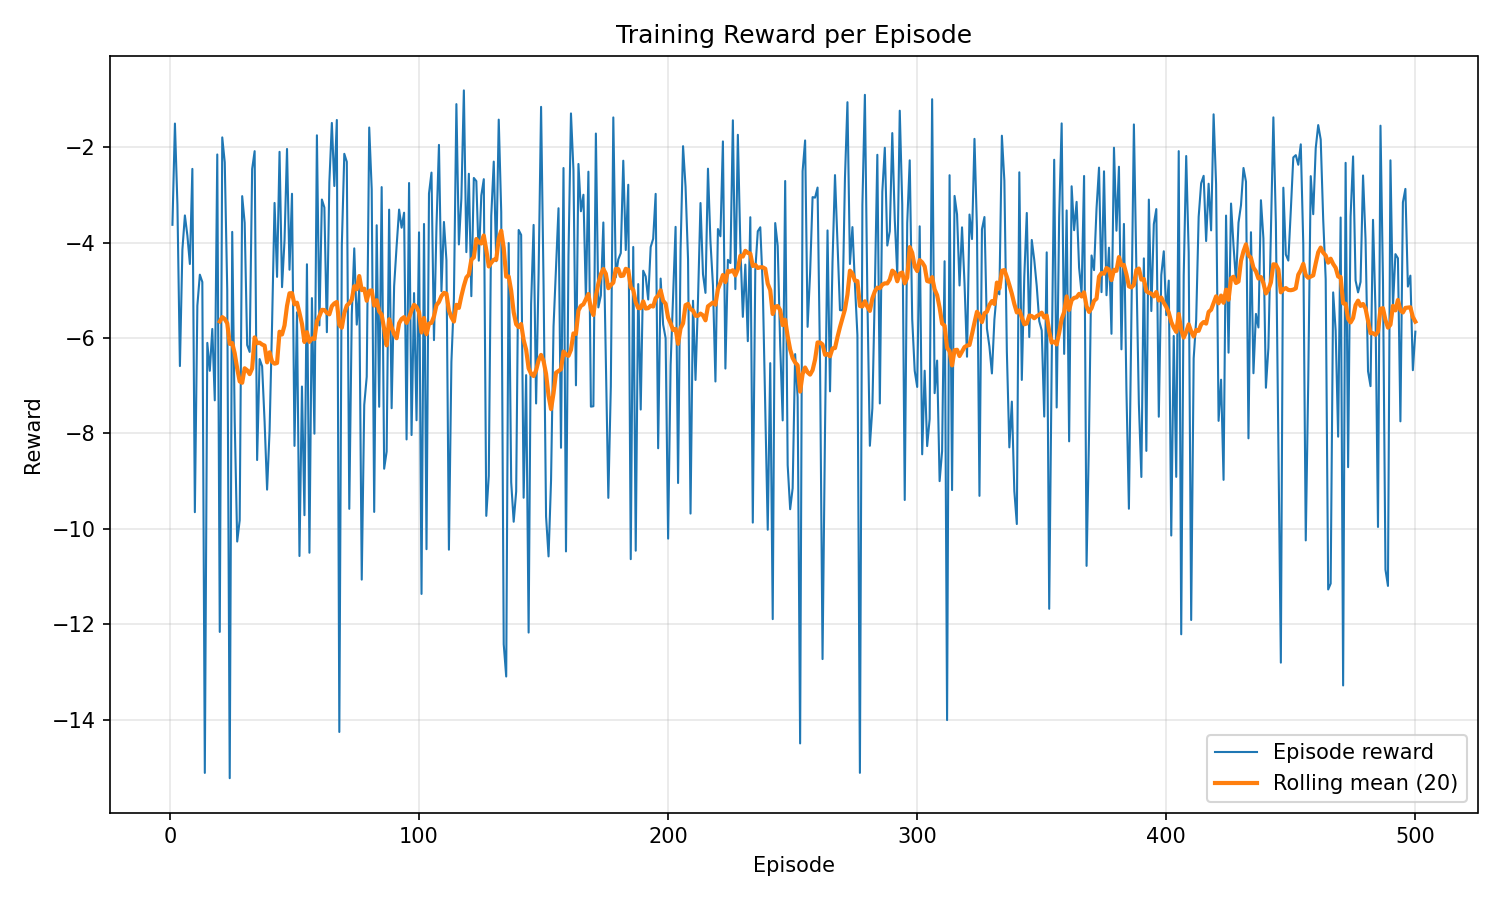 Training Reward per Episode
−2
−4
−6
−8
−10
−12
−14
Reward
0
100
200
300
400
500
Episode
Episode reward
Rolling mean (20)